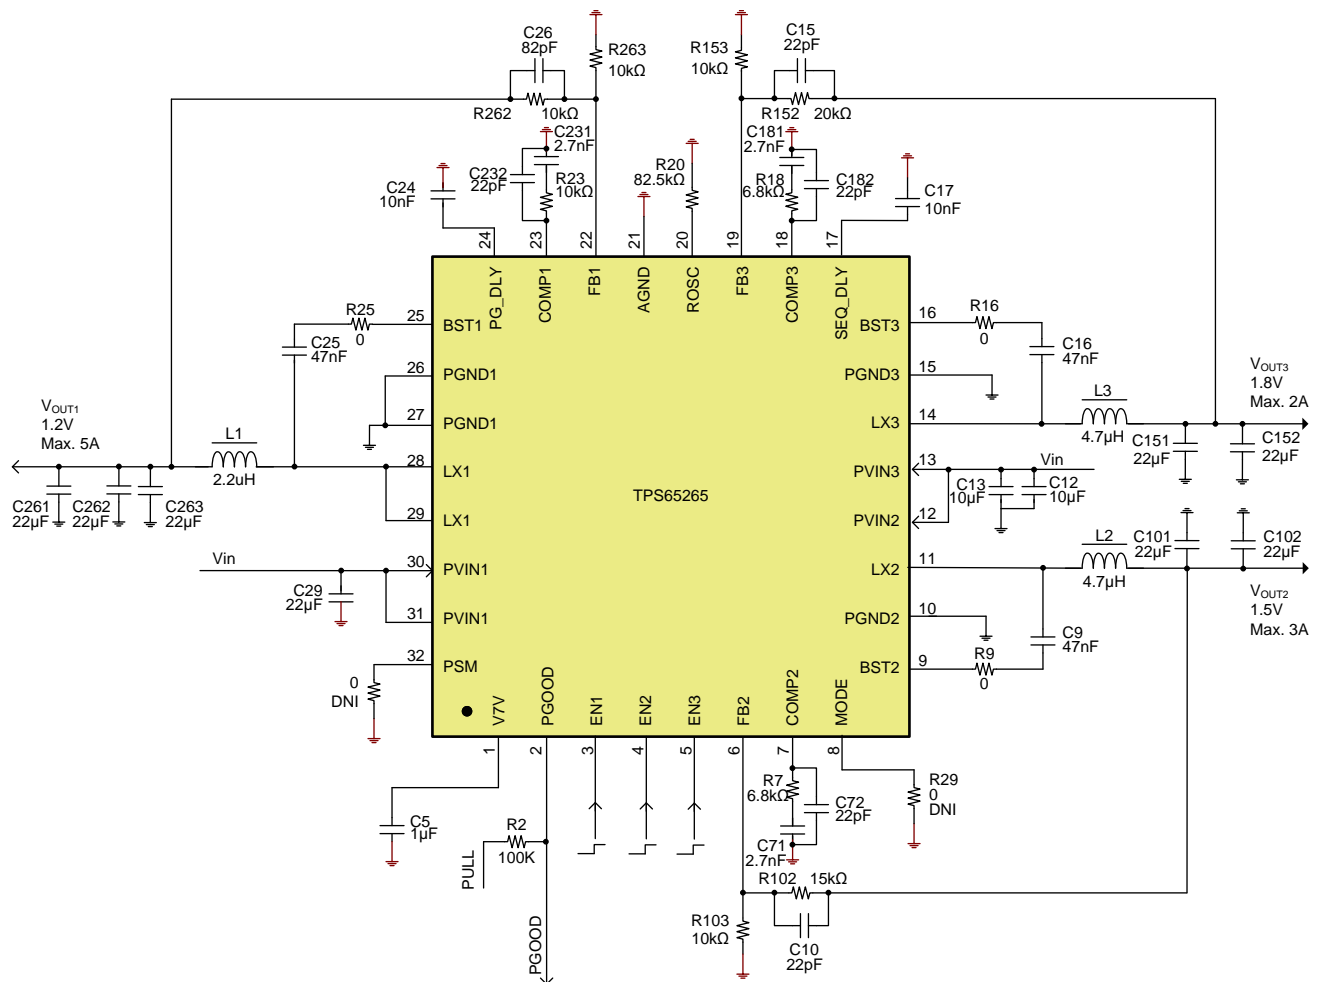 C26
82pF
R263
10kΩ
R153
10kΩ
C15
22pF
R262
10kΩ
R152
20kΩ
C231
2.7nF
C232
22pF
R23
10kΩ
C24
10nF
R20
82.5kΩ
C181
2.7nF
R18
6.8kΩ
C182
22pF
C17
10nF
24
23
22
21
20
19
18
17
PG_DLY
COMP1
FB1
AGND
ROSC
FB3
COMP3
SEQ_DLY
R25
0
25
BST1
C25
47nF
26
PGND1
27
PGND1
VOUT1
1.2V
Max. 5A
L1
2.2uH
28
LX1
29
LX1
C261
22µF
C262
22µF
C263
22µF
Vin
30
PVIN1
C29
22µF
31
PVIN1
32
PSM
0
DNI
TPS65265
BST3
16
R16
0
C16
47nF
PGND3
15
LX3
14
L3
4.7µH
VOUT3
1.8V
Max. 2A
C151
22µF
C152
22µF
PVIN3
13
Vin
C13
10µF
C12
10µF
PVIN2
12
C101
22µF
C102
22µF
LX2
11
L2
4.7µH
VOUT2
1.5V
Max. 3A
PGND2
10
C9
47nF
BST2
9
R9
0
V7V
PGOOD
EN1
EN2
EN3
FB2
COMP2
MODE
1
2
3
4
5
6
7
8
C5
1µF
R2
100K
PULL
PGOOD
R7
6.8kΩ
C72
22pF
C71
2.7nF
R29
0
DNI
R102
15kΩ
R103
10kΩ
C10
22pF